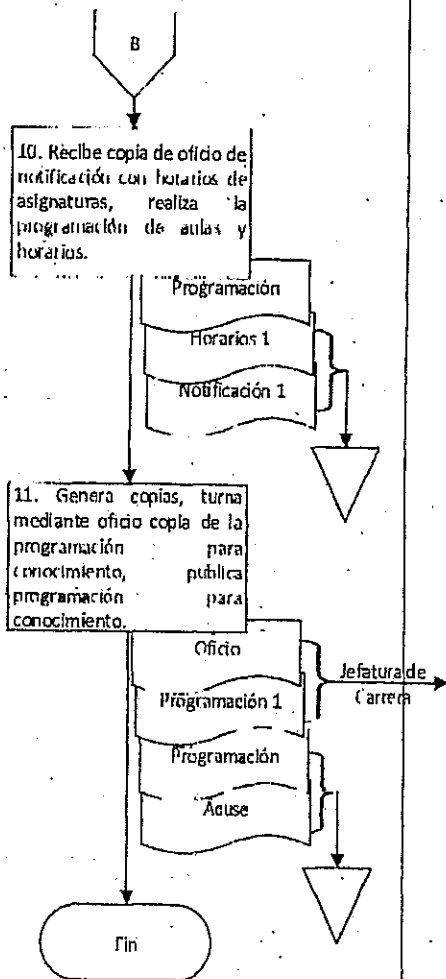 B
10. Recibe copia de oficio de
notificación con horarios de
asignaturas, realiza la
programación de aulas y
horarios.
Programación
Horarios 1
Notificación 1
11. Genera copias, turna
mediante oficio copia de la
programación para
conocimiento, publica
programación para
conocimiento.
Oficio
Jefatura de
Carrera
Programación 1
Programación
Acuse
Fin